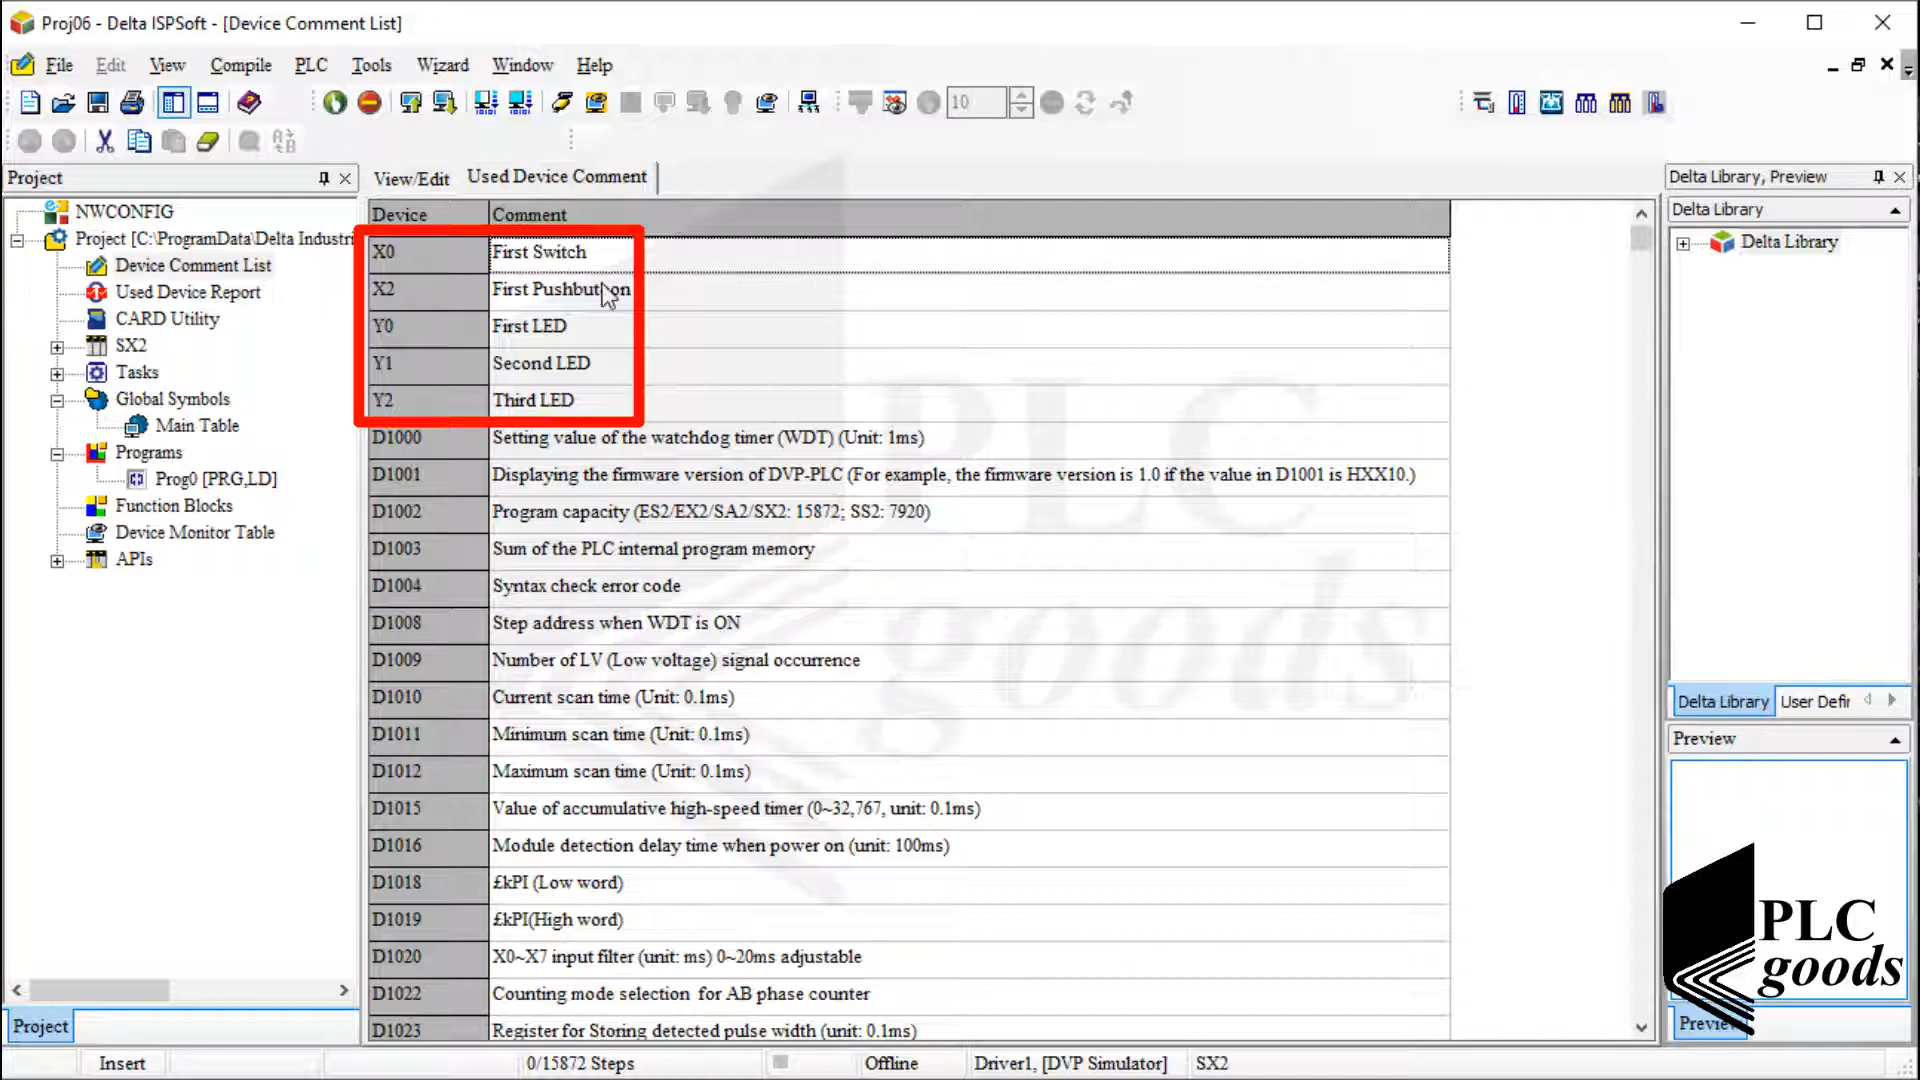 Proj06 - Delta ISPSoft - [Device Comment List]
File Edit View Compile PLC Tools Wizard Window Help
10
Project
View/Edit Used Device Comment
Delta Library, Preview
NWCONFIG
Project [C:\ProgramData\Delta Industri
Device Comment List
Used Device Report
CARD Utility
SX2
Tasks
Global Symbols
Main Table
Programs
Prog0 [PRG,LD]
Function Blocks
Device Monitor Table
APIs
Project
Device Comment
X0 First Switch
X2 First Pushbutton
Y0 First LED
Y1 Second LED
Y2 Third LED
D1000 Setting value of the watchdog timer (WDT) (Unit: 1ms)
D1001 Displaying the firmware version of DVP-PLC (For example, the firmware version is 1.0 if the value in D1001 is HXX10.)
D1002 Program capacity (ES2/EX2/SA2/SX2: 15872; SS2: 7920)
D1003 Sum of the PLC internal program memory
D1004 Syntax check error code
D1008 Step address when WDT is ON
D1009 Number of LV (Low voltage) signal occurrence
D1010 Current scan time (Unit: 0.1ms)
D1011 Minimum scan time (Unit: 0.1ms)
D1012 Maximum scan time (Unit: 0.1ms)
D1015 Value of accumulative high-speed timer (0~32,767, unit: 0.1ms)
D1016 Module detection delay time when power on (unit: 100ms)
D1018 £kPI (Low word)
D1019 £kPI(High word)
D1020 X0~X7 input filter (unit: ms) 0~20ms adjustable
D1022 Counting mode selection for AB phase counter
D1023 Register for Storing detected pulse width (unit: 0.1ms)
PLC
goods
Delta Library
Delta Library
Delta Library User Defir
Preview
PLC
goods
Preview
Insert 0/15872 Steps Offline Driver1, [DVP Simulator] SX2